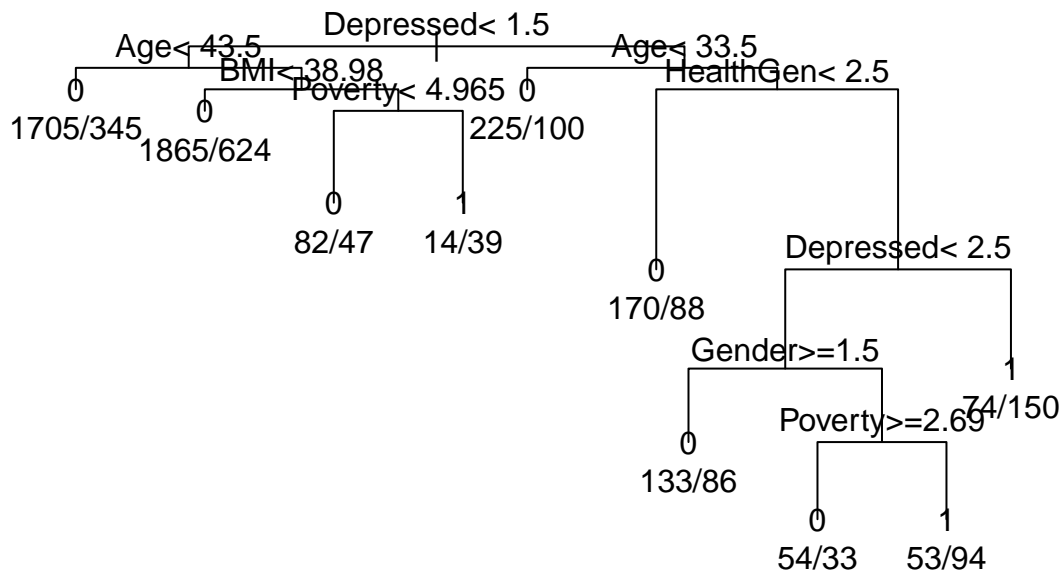 Depressed< 1.5
Age< 43.5
Age< 33.5
BMI< 38.98
HealthGen< 2.5
0
Poverty< 4.965
0
0
1705/345
1865/624
225/100
0
1
82/47
14/39
Depressed< 2.5
0
170/88
Gender>=1.5
1
74/150
Poverty>=2.69
0
133/86
0
1
54/33
53/94